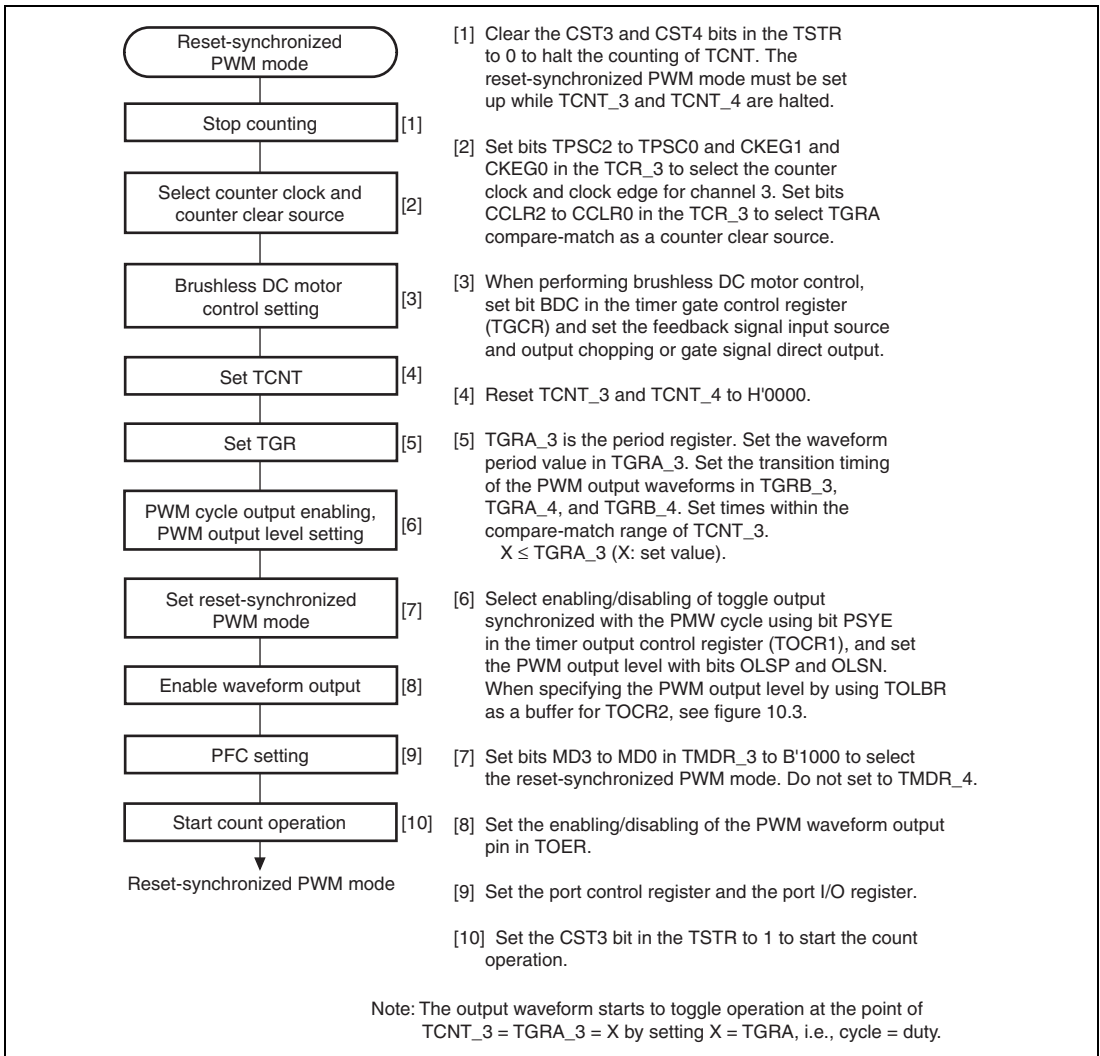 Reset-synchronized
PWM mode
Stop counting
[1]
Select counter clock and
counter clear source
[2]
Brushless DC motor
control setting
[3]
Set TCNT
[4]
Set TGR
[5]
PWM cycle output enabling,
PWM output level setting
[6]
Set reset-synchronized
PWM mode
[7]
Enable waveform output
[8]
PFC setting
[9]
Start count operation
[10]
Reset-synchronized PWM mode
[1] Clear the CST3 and CST4 bits in the TSTR
to 0 to halt the counting of TCNT. The
reset-synchronized PWM mode must be set
up while TCNT_3 and TCNT_4 are halted.
[2] Set bits TPSC2 to TPSC0 and CKEG1 and
CKEG0 in the TCR_3 to select the counter
clock and clock edge for channel 3. Set bits
CCLR2 to CCLR0 in the TCR_3 to select TGRA
compare-match as a counter clear source.
[3] When performing brushless DC motor control,
set bit BDC in the timer gate control register
(TGCR) and set the feedback signal input source
and output chopping or gate signal direct output.
[4] Reset TCNT_3 and TCNT_4 to H'0000.
[5] TGRA_3 is the period register. Set the waveform
period value in TGRA_3. Set the transition timing
of the PWM output waveforms in TGRB_3,
TGRA_4, and TGRB_4. Set times within the
compare-match range of TCNT_3.
X ≤ TGRA_3 (X: set value).
[6] Select enabling/disabling of toggle output
synchronized with the PMW cycle using bit PSYE
in the timer output control register (TOCR1), and set
the PWM output level with bits OLSP and OLSN.
When specifying the PWM output level by using TOLBR
as a buffer for TOCR2, see figure 10.3.
[7] Set bits MD3 to MD0 in TMDR_3 to B'1000 to select
the reset-synchronized PWM mode. Do not set to TMDR_4.
[8] Set the enabling/disabling of the PWM waveform output
pin in TOER.
[9] Set the port control register and the port I/O register.
[10] Set the CST3 bit in the TSTR to 1 to start the count
operation.
Note: The output waveform starts to toggle operation at the point of
TCNT_3 = TGRA_3 = X by setting X = TGRA, i.e., cycle = duty.